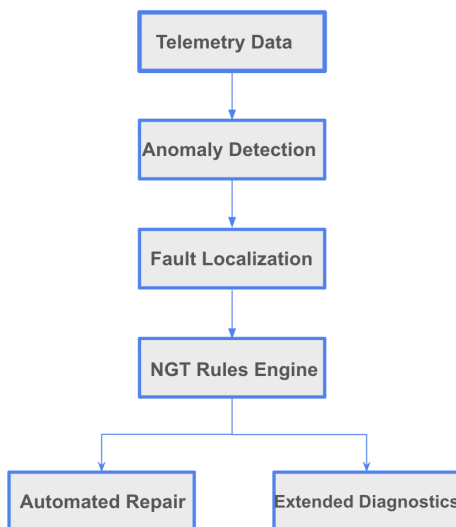 Telemetry Data
Anomaly Detection
Fault Localization
NGT Rules Engine
Automated Repair
Extended Diagnostics